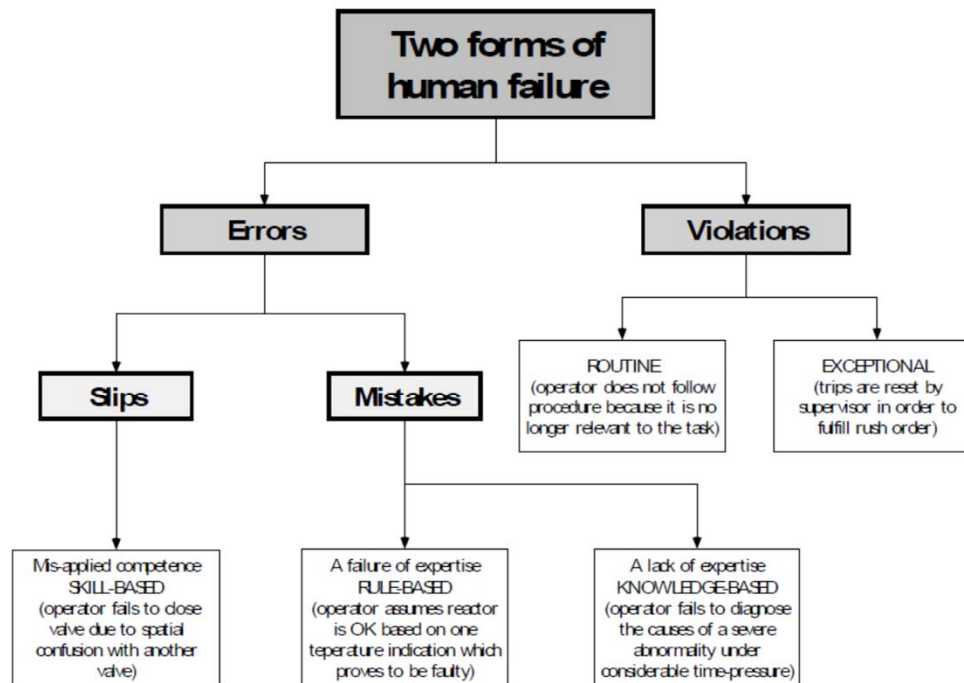 Two forms of
human failure
Errors
Violations
Slips
Mistakes
ROUTINE
(operator does not follow
procedure because it is no
longer relevant to the task)
EXCEPTIONAL
(trips are reset by
supervisor in order to
fulfill rush order)
Mis-applied competence
SKILL-BASED
(operator fails to close
valve due to spatial
confusion with another
valve)
A failure of expertise
RULE-BASED
(operator assumes reactor
is OK based on one
teperature indication which
proves to be faulty)
A lack of expertise
KNOWLEDGE-BASED
(operator fails to diagnose
the causes of a severe
abnormality under
considerable time-pressure)